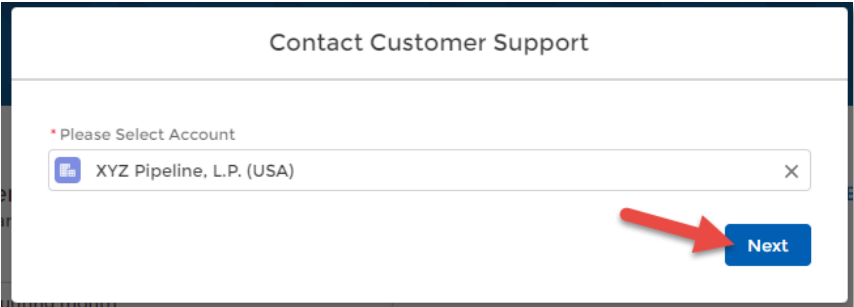 Contact Customer Support
* Please Select Account
XYZ Pipeline, L.P. (USA)
Next